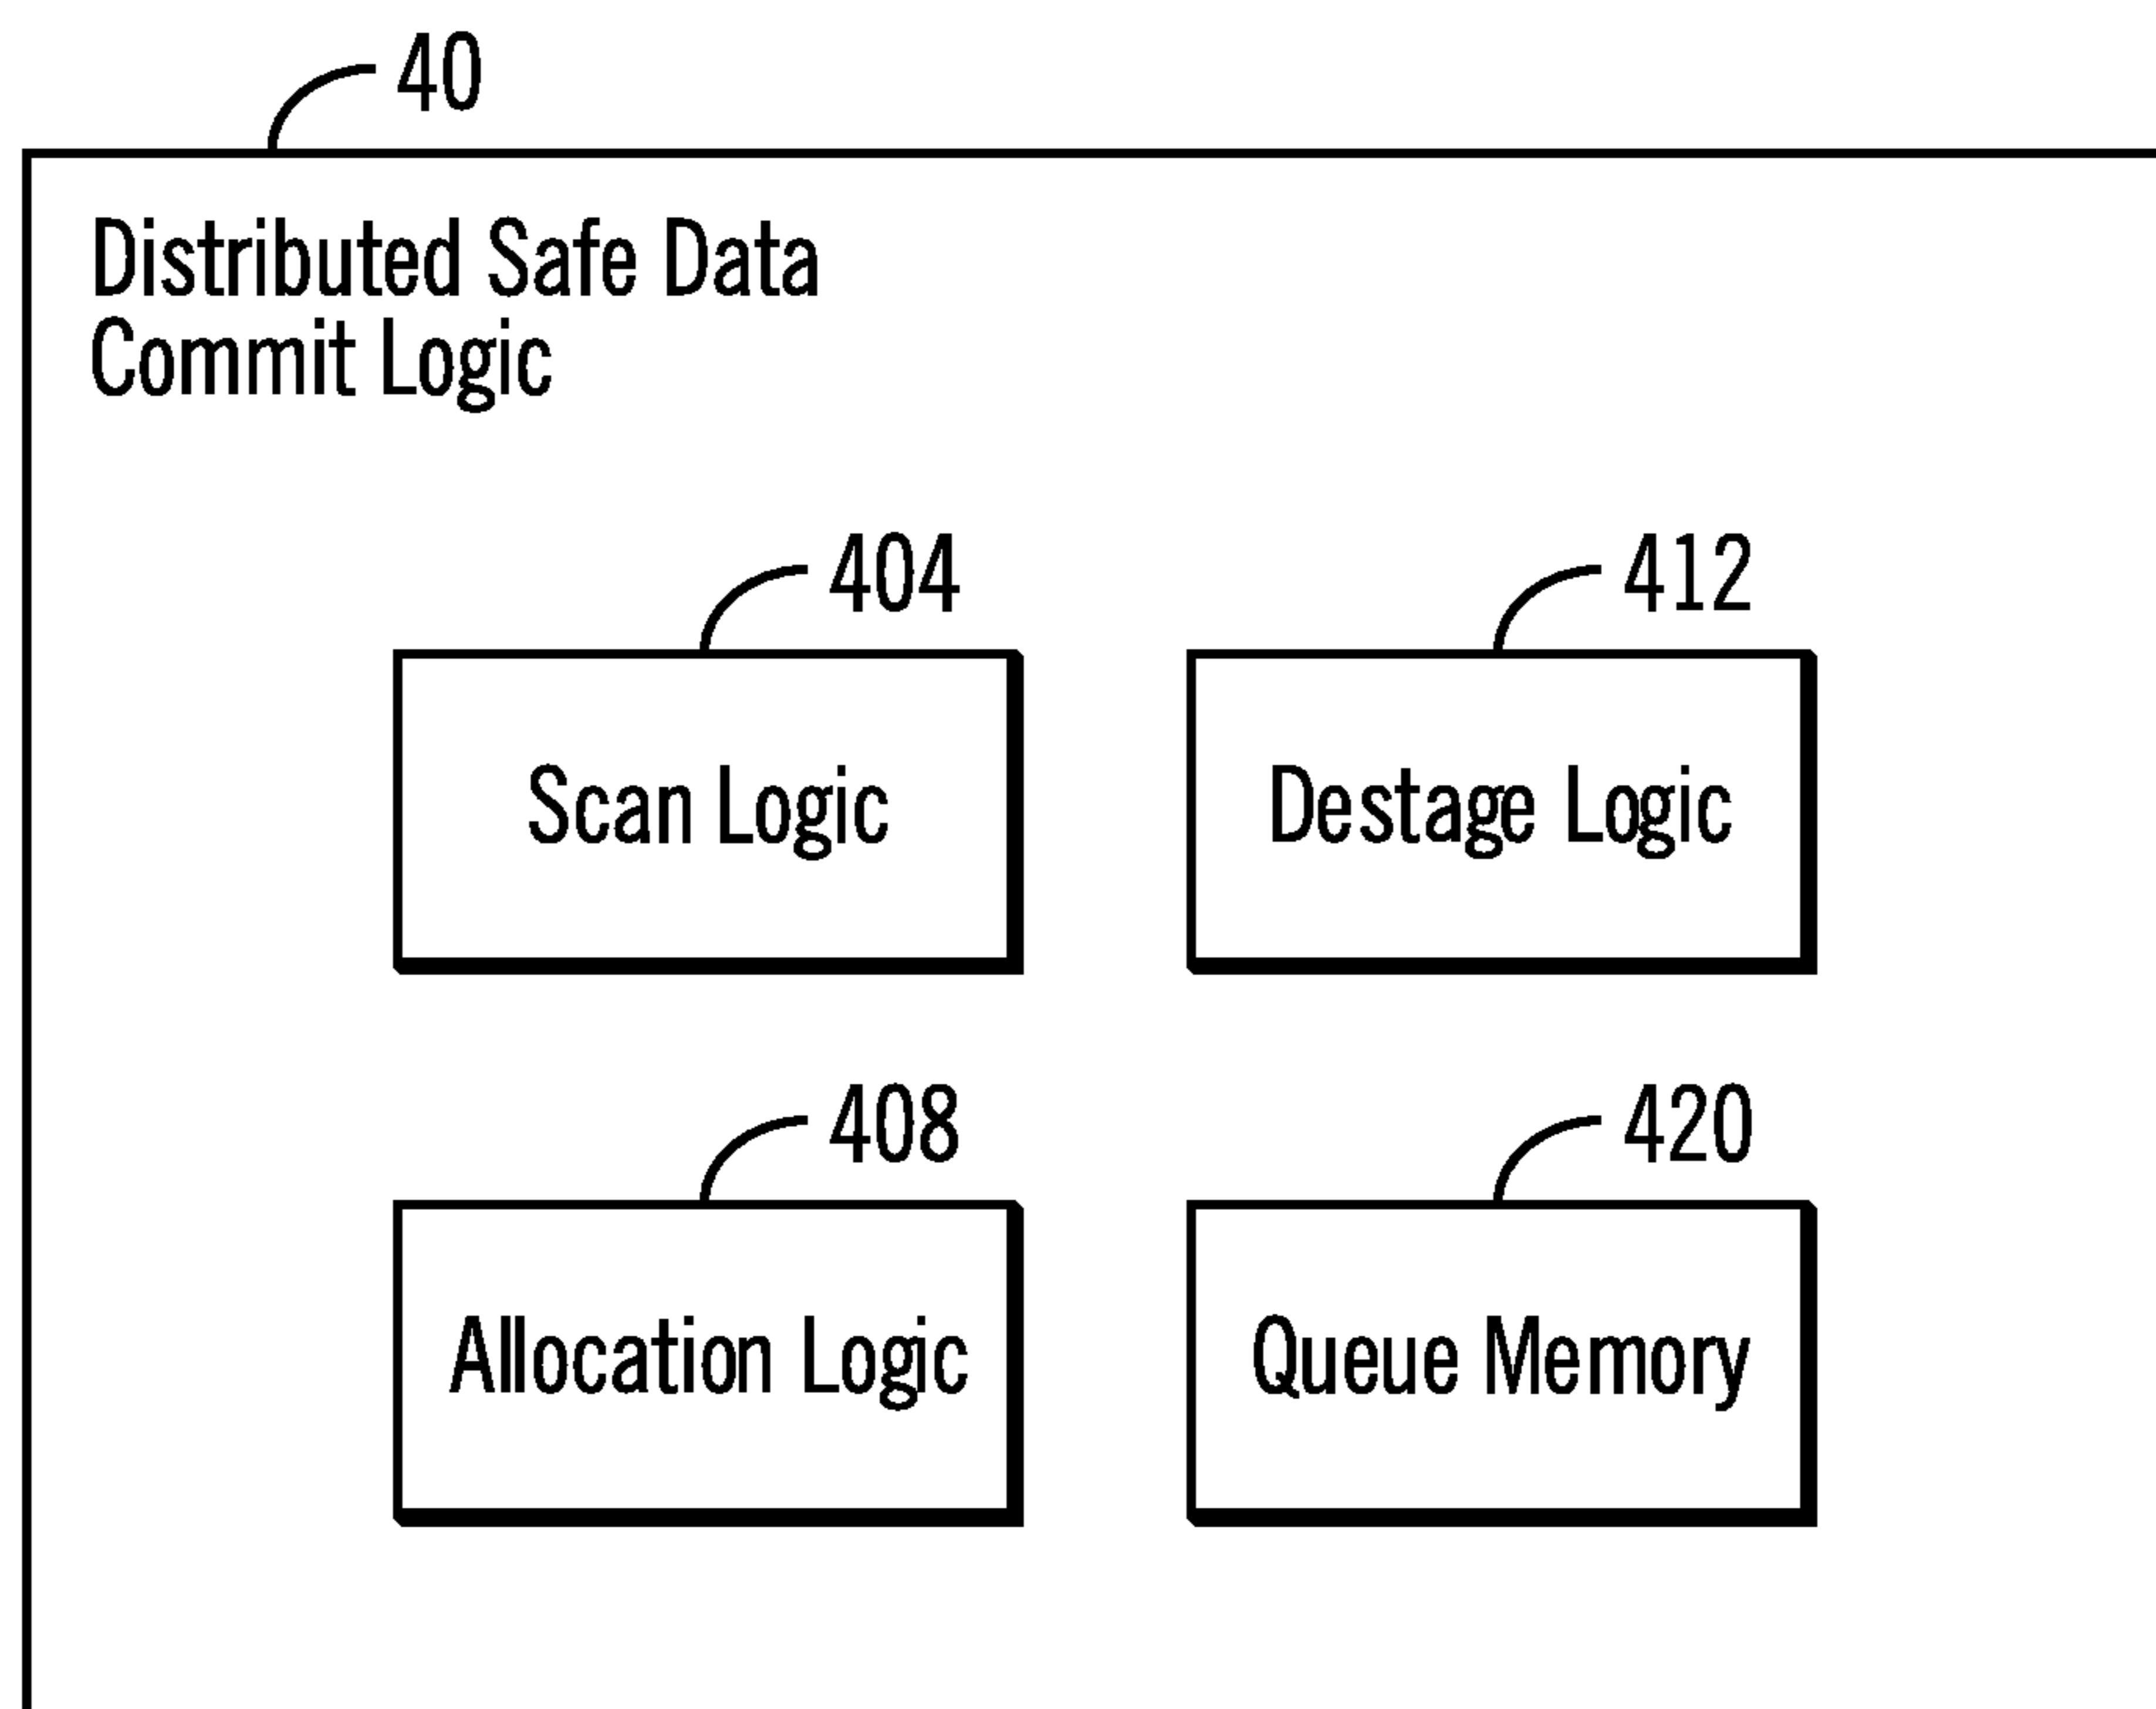 40
Distributed Safe Data
Commit Logic
404
412
Scan Logic
Destage Logic
408
420
Allocation Logic
Queue Memory